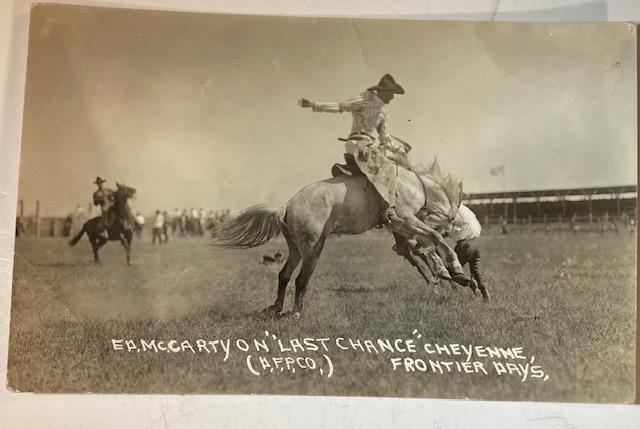 ED, MCCARTY ON "LAST CHANCE" CHEYENNE,
(A,F,P,CO,) FRONTIER DAYS,